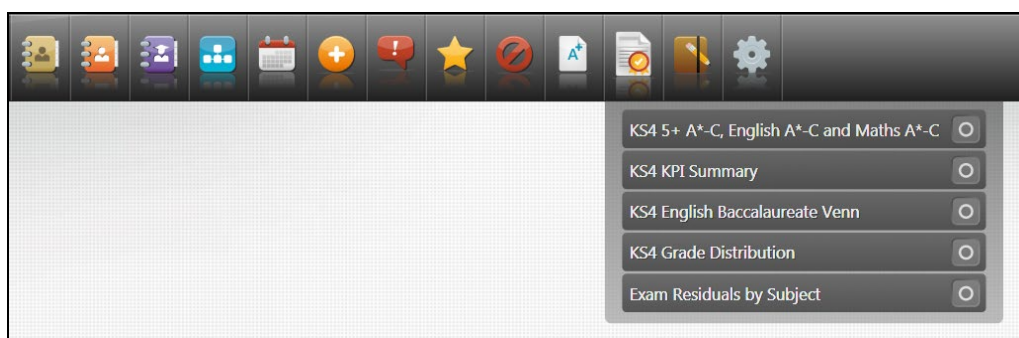 A+
KS4 5+ A*-C, English A*-C and Maths A*-C
KS4 KPI Summary
KS4 English Baccalaureate Venn
KS4 Grade Distribution
Exam Residuals by Subject